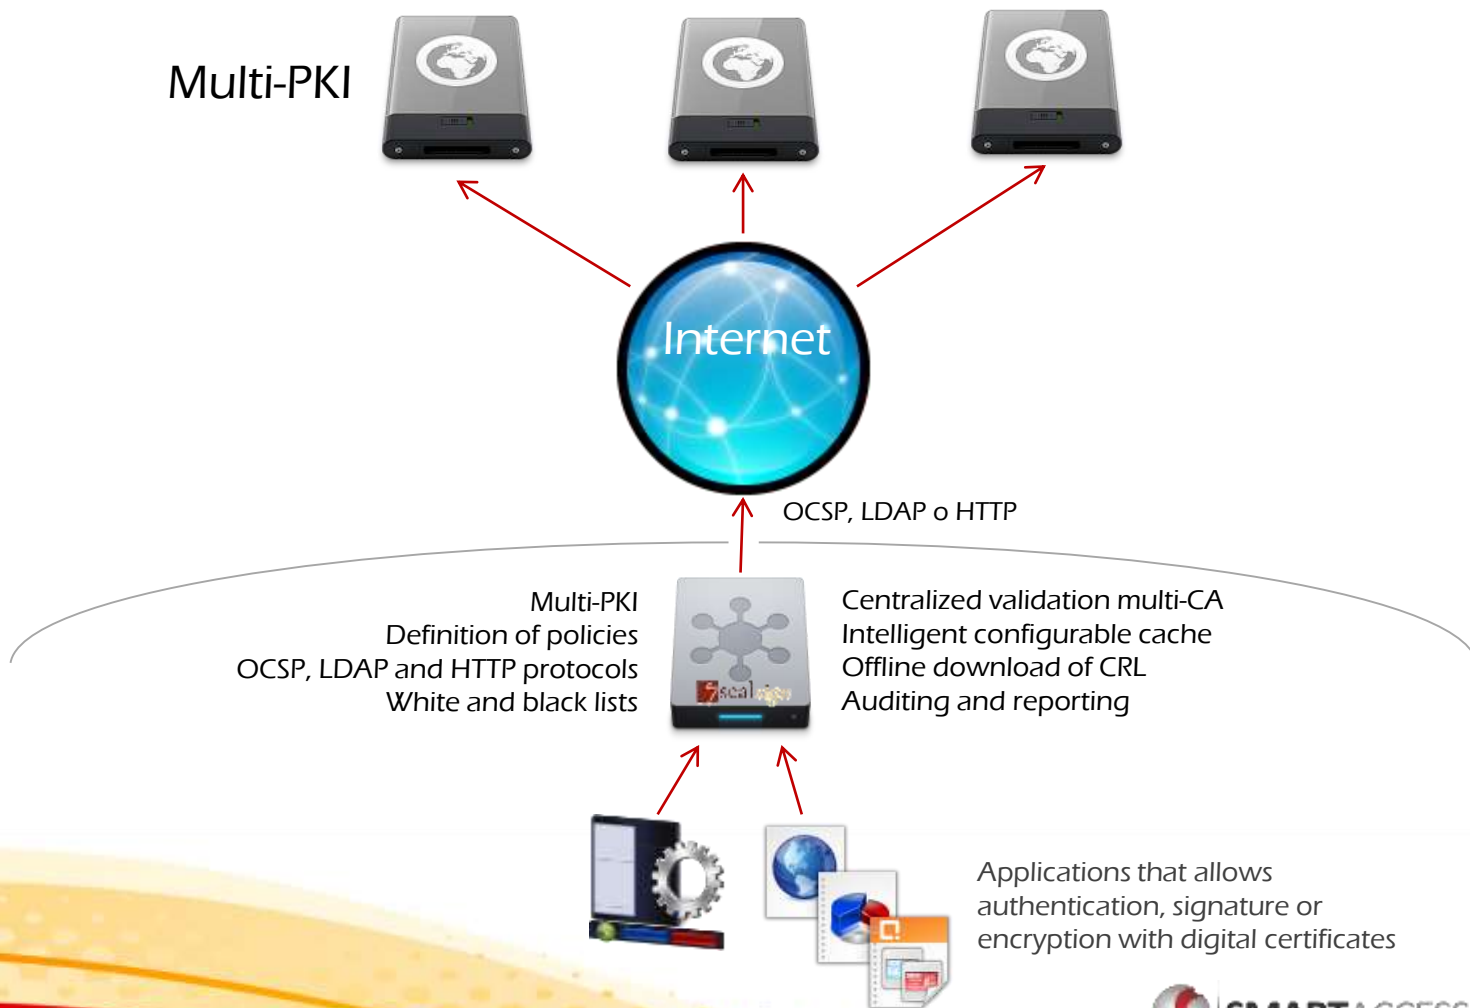 Multi-PKI
Internet
OCSP, LDAP o HTTP
Multi-PKI
Definition of policies
OCSP, LDAP and HTTP protocols
White and black lists
Centralized validation multi-CA
Intelligent configurable cache
Offline download of CRL
Auditing and reporting
seal
Applications that allows
authentication, signature or
encryption with digital certificates
SMARTACCESS